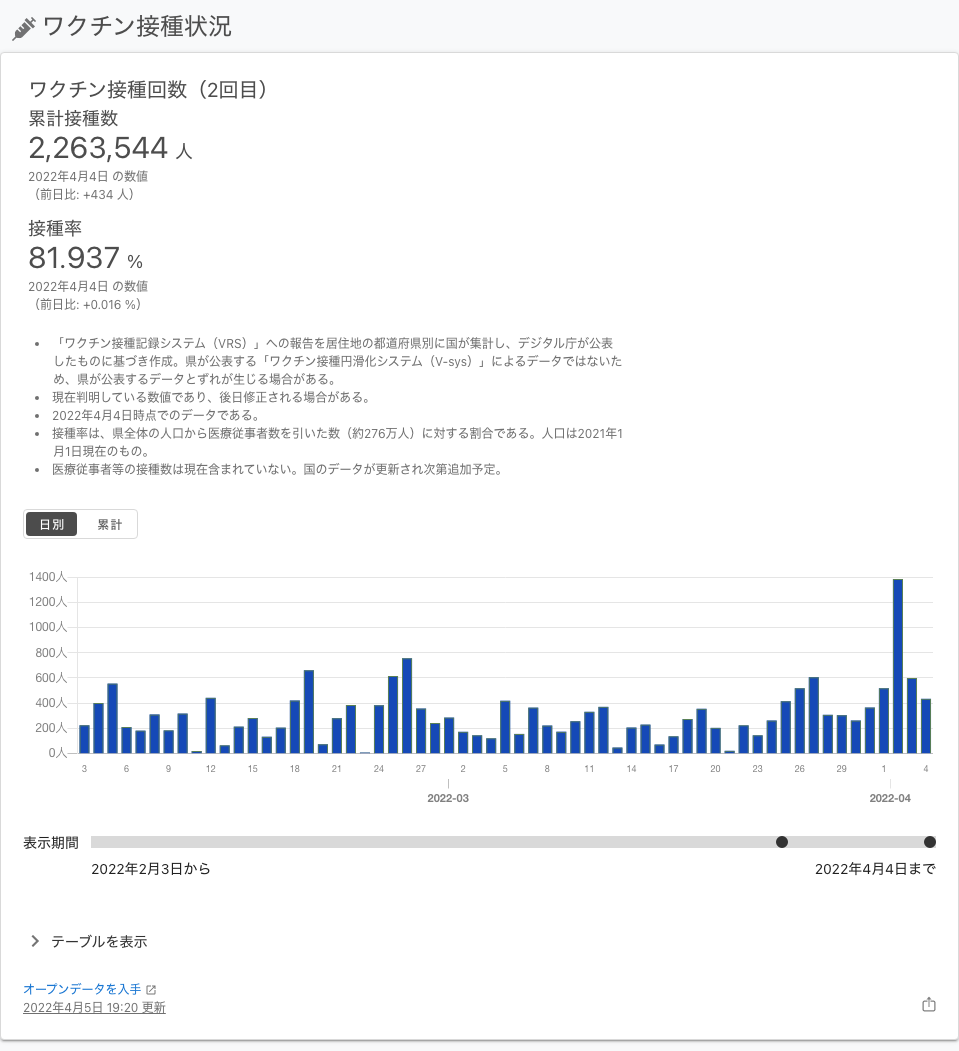 ワクチン接種状況
ワクチン接種回数（2回目）
累計接種数
2,263,544 人
2022年4月4日 の数値
（前日比: +434 人）
接種率
81.937 %
2022年4月4日 の数値
（前日比: +0.016 %）
• 「ワクチン接種記録システム（VRS）」への報告を居住地の都道府県別に国が集計し、デジタル庁が公表
したものに基づき作成。県が公表する「ワクチン接種円滑化システム（V-sys）」によるデータではないた
め、県が公表するデータとずれが生じる場合がある。
• 現在判明している数値であり、後日修正される場合がある。
• 2022年4月4日時点でのデータである。
• 接種率は、県全体の人口から医療従事者数を引いた数（約276万人）に対する割合である。人口は2021年1
月1日現在のもの。
• 医療従事者等の接種数は現在含まれていない。国のデータが更新され次第追加予定。
日別 累計
1400人
1200人
1000人
800人
600人
400人
200人
0人
3 6 9 12 15 18 21 24 27 2 5 8 11 14 17 20 23 26 29 1 4
2022-03 2022-04
表示期間
2022年2月3日から 2022年4月4日まで
テーブルを表示
オープンデータを入手
2022年4月5日 19:20 更新